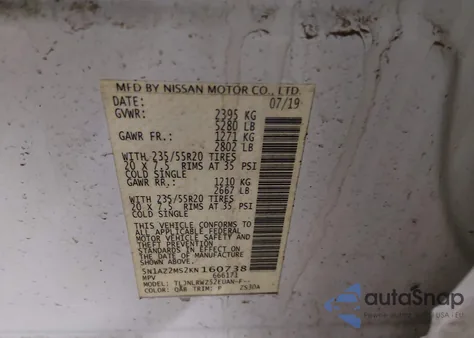 MFD BY NISSAN MOTOR CO., LTD.
DATE: 07/19
GVWR: 2395 KG
5280 LB
GAWR FR.: 1271 KG
2802 LB
WITH 235/55R20 TIRES
20 X 7.5 RIMS AT 35 PSI
COLD SINGLE
GAWR RR.: 1210 KG
2667 LB
WITH 235/55R20 TIRES
20 X 7.5 RIMS AT 35 PSI
COLD SINGLE
THIS VEHICLE CONFORMS TO
ALL APPLICABLE FEDERAL
MOTOR VEHICLE SAFETY
STANDARDS IN EFFECT ON
THE DATE OF MANUFACTURE
SHOWN ABOVE.
5N1AZ2MS2KN160738
MPV 666171
MODEL:
COLOR: QAB TRIM: P ZS30A
autoSnap